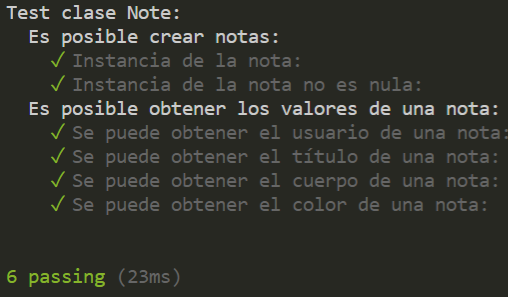 Test clase Note:
Es posible crear notas:
✓ Instancia de la nota:
✓ Instancia de la nota no es nula:
Es posible obtener los valores de una nota:
✓ Se puede obtener el usuario de una nota:
✓ Se puede obtener el título de una nota:
✓ Se puede obtener el cuerpo de una nota:
✓ Se puede obtener el color de una nota:
6 passing (23ms)